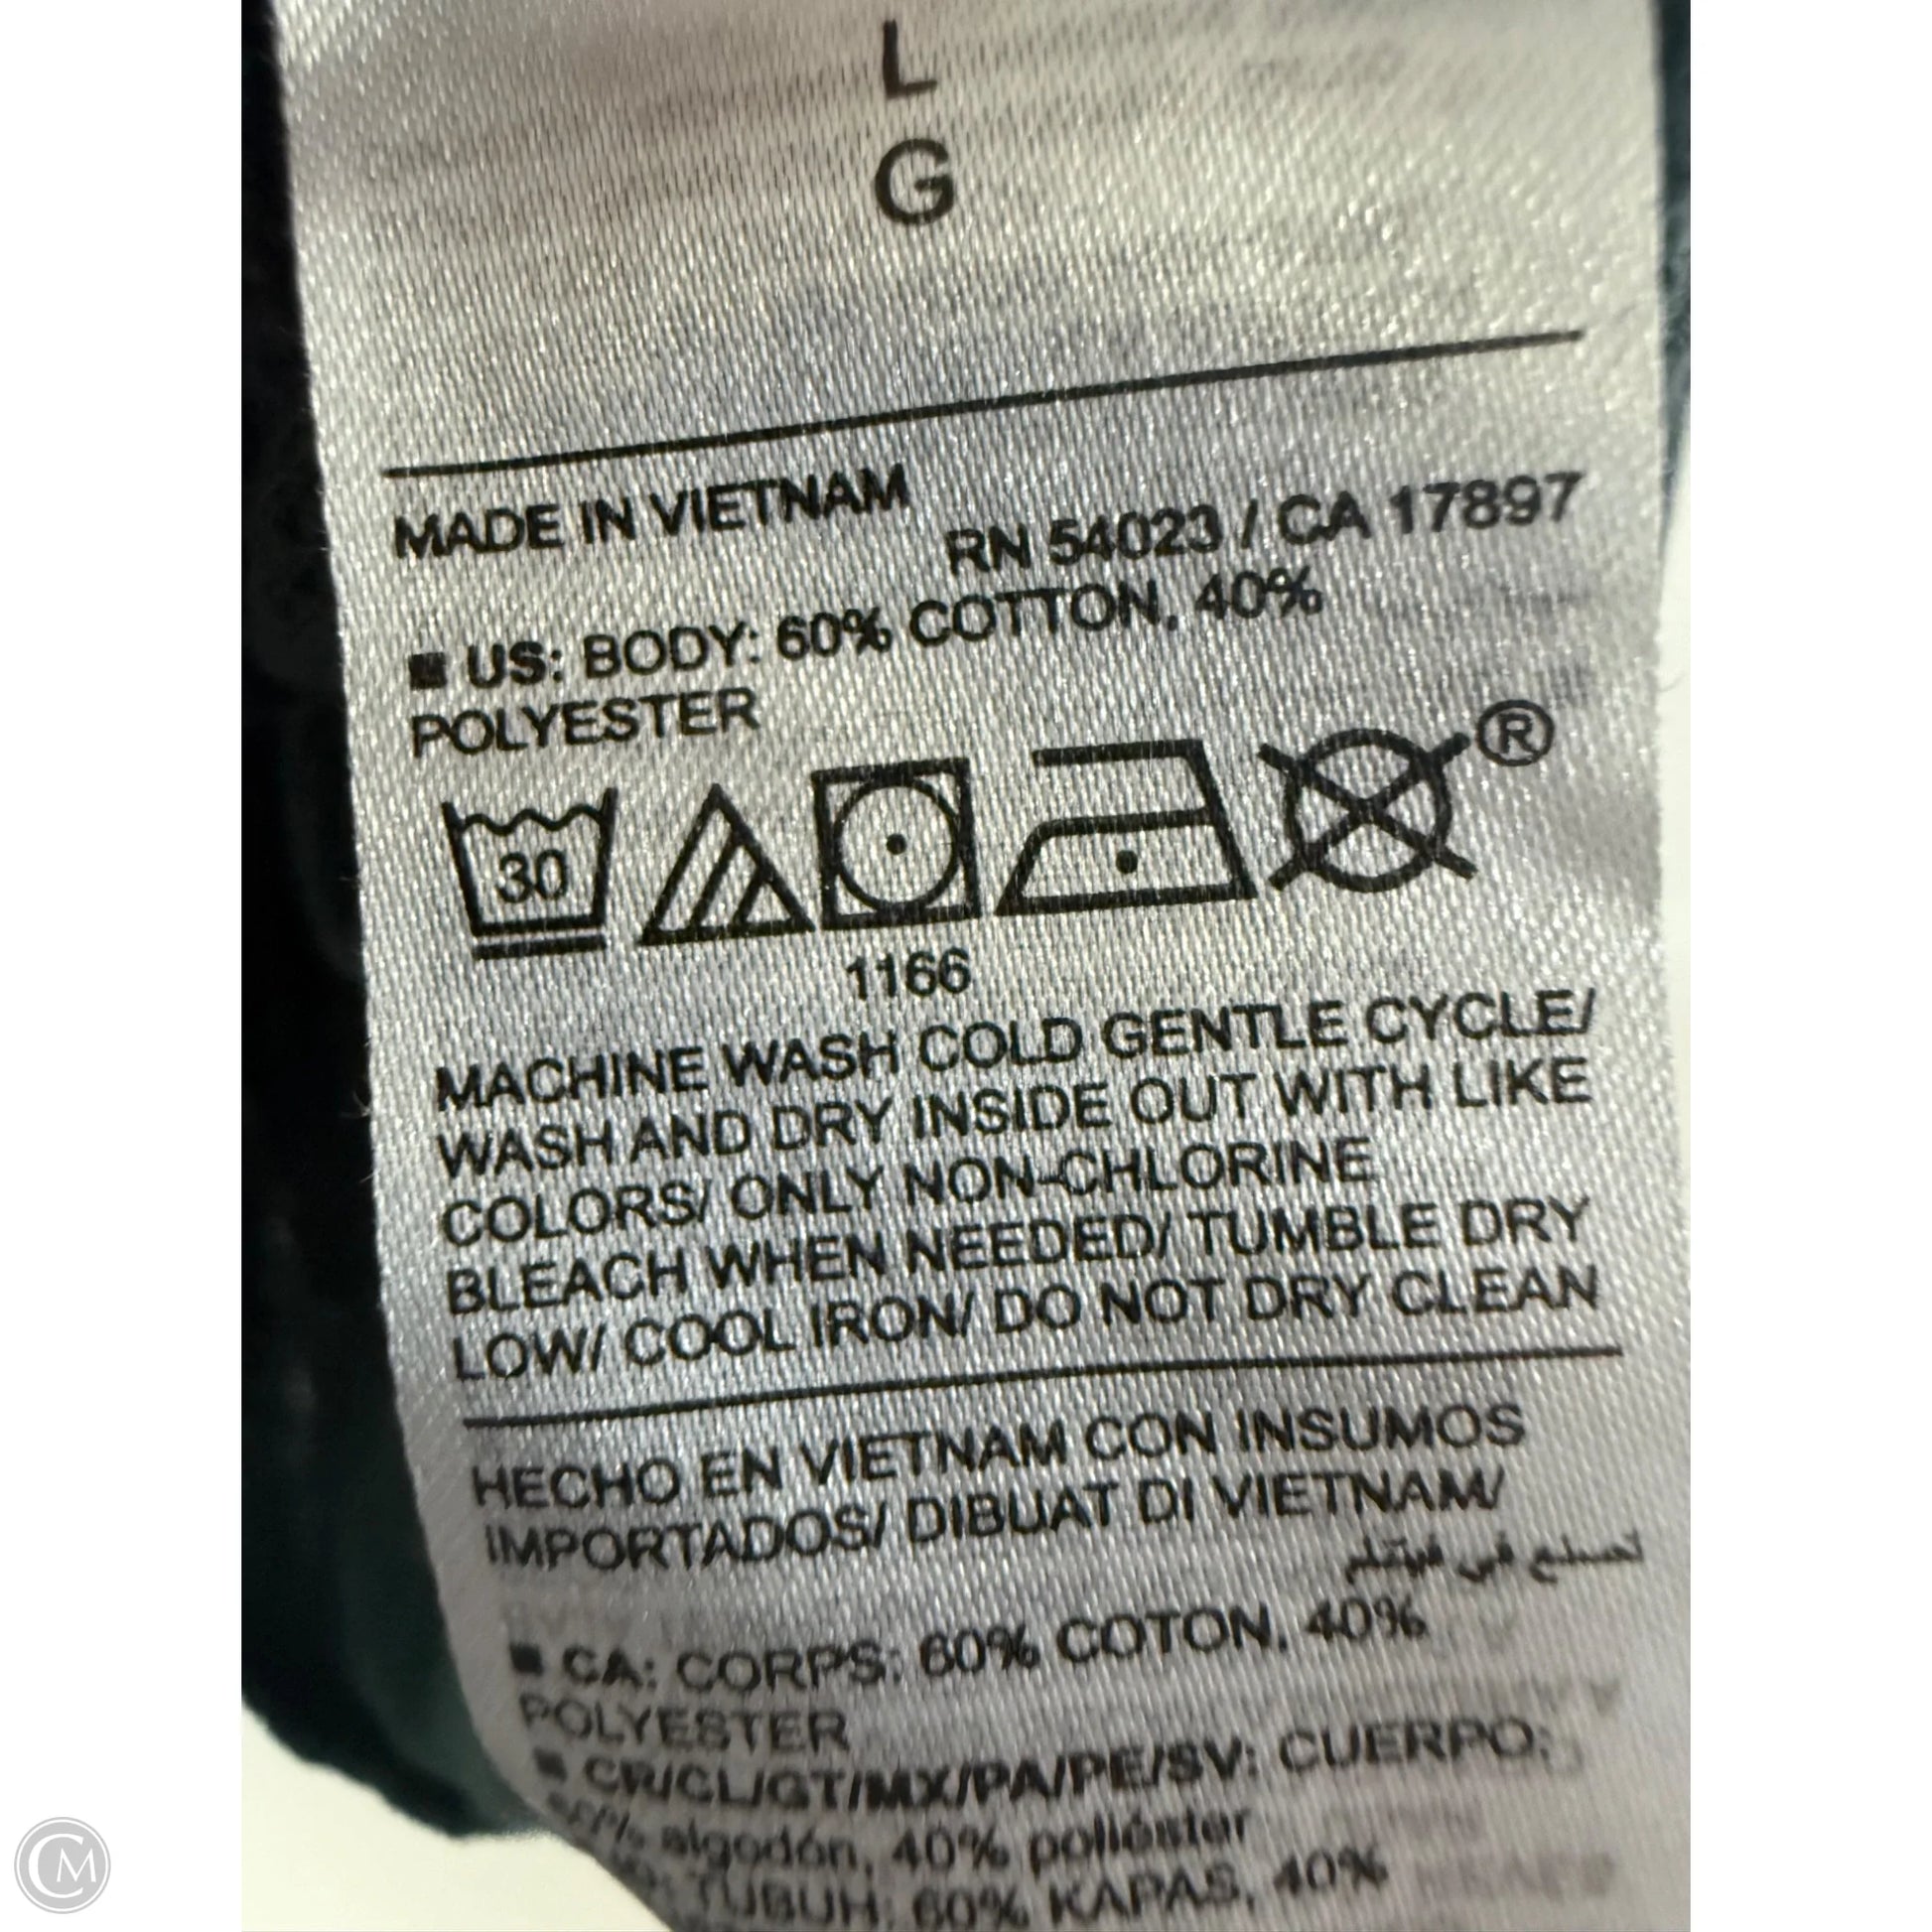 L
G
MADE IN VIETNAM
RN 54023 / CA 17897
US: BODY: 60% COTTON, 40%
POLYESTER
®
30
1166
MACHINE WASH COLD GENTLE CYCLE/
WASH AND DRY INSIDE OUT WITH LIKE
COLORS/ ONLY NON-CHLORINE
BLEACH WHEN NEEDED/ TUMBLE DRY
LOW/ COOL IRON/ DO NOT DRY CLEAN
HECHO EN VIETNAM CON INSUMOS
IMPORTADOS/ DIBUAT DI VIETNAM/
CA: CORPS: 60% COTON, 40%
POLYESTER
CR/CL/GT/MX/PA/PE/SV: CUERPO:
algodón, 40% poliéster
TUBUH: 60% KAPAS, 40%
CM